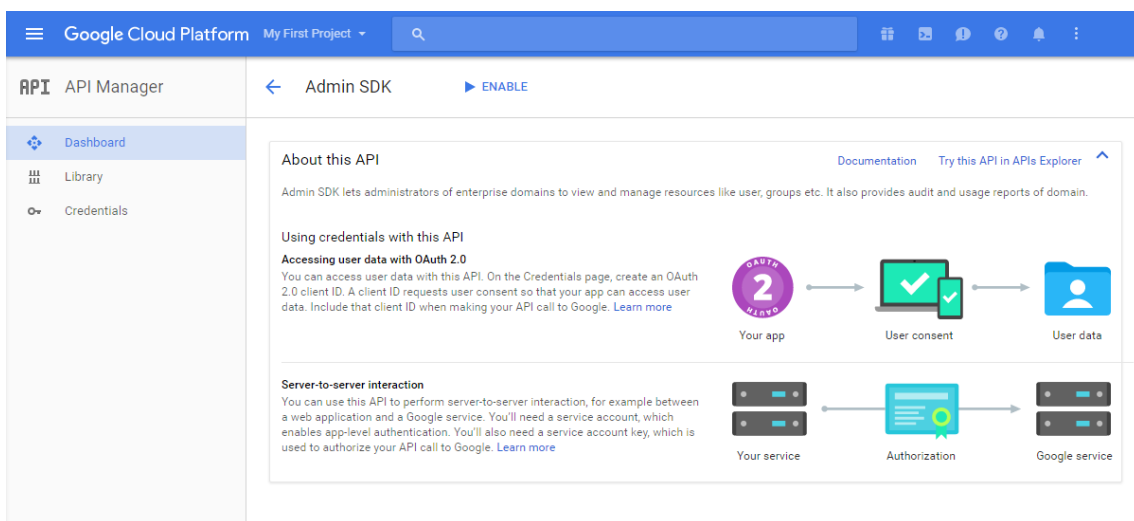 Google Cloud Platform My First Project
API API Manager
Admin SDK ENABLE
Dashboard
Library
Credentials
About this API Documentation Try this API in APIs Explorer
Admin SDK lets administrators of enterprise domains to view and manage resources like user, groups etc. It also provides audit and usage reports of domain.
Using credentials with this API
Accessing user data with OAuth 2.0
You can access user data with this API. On the Credentials page, create an OAuth
2.0 client ID. A client ID requests user consent so that your app can access user
data. Include that client ID when making your API call to Google. Learn more
OAUTH
2
OAUTH
Your app User consent User data
Server-to-server interaction
You can use this API to perform server-to-server interaction, for example between
a web application and a Google service. You'll need a service account, which
enables app-level authentication. You'll also need a service account key, which is
used to authorize your API call to Google. Learn more
Your service Authorization Google service